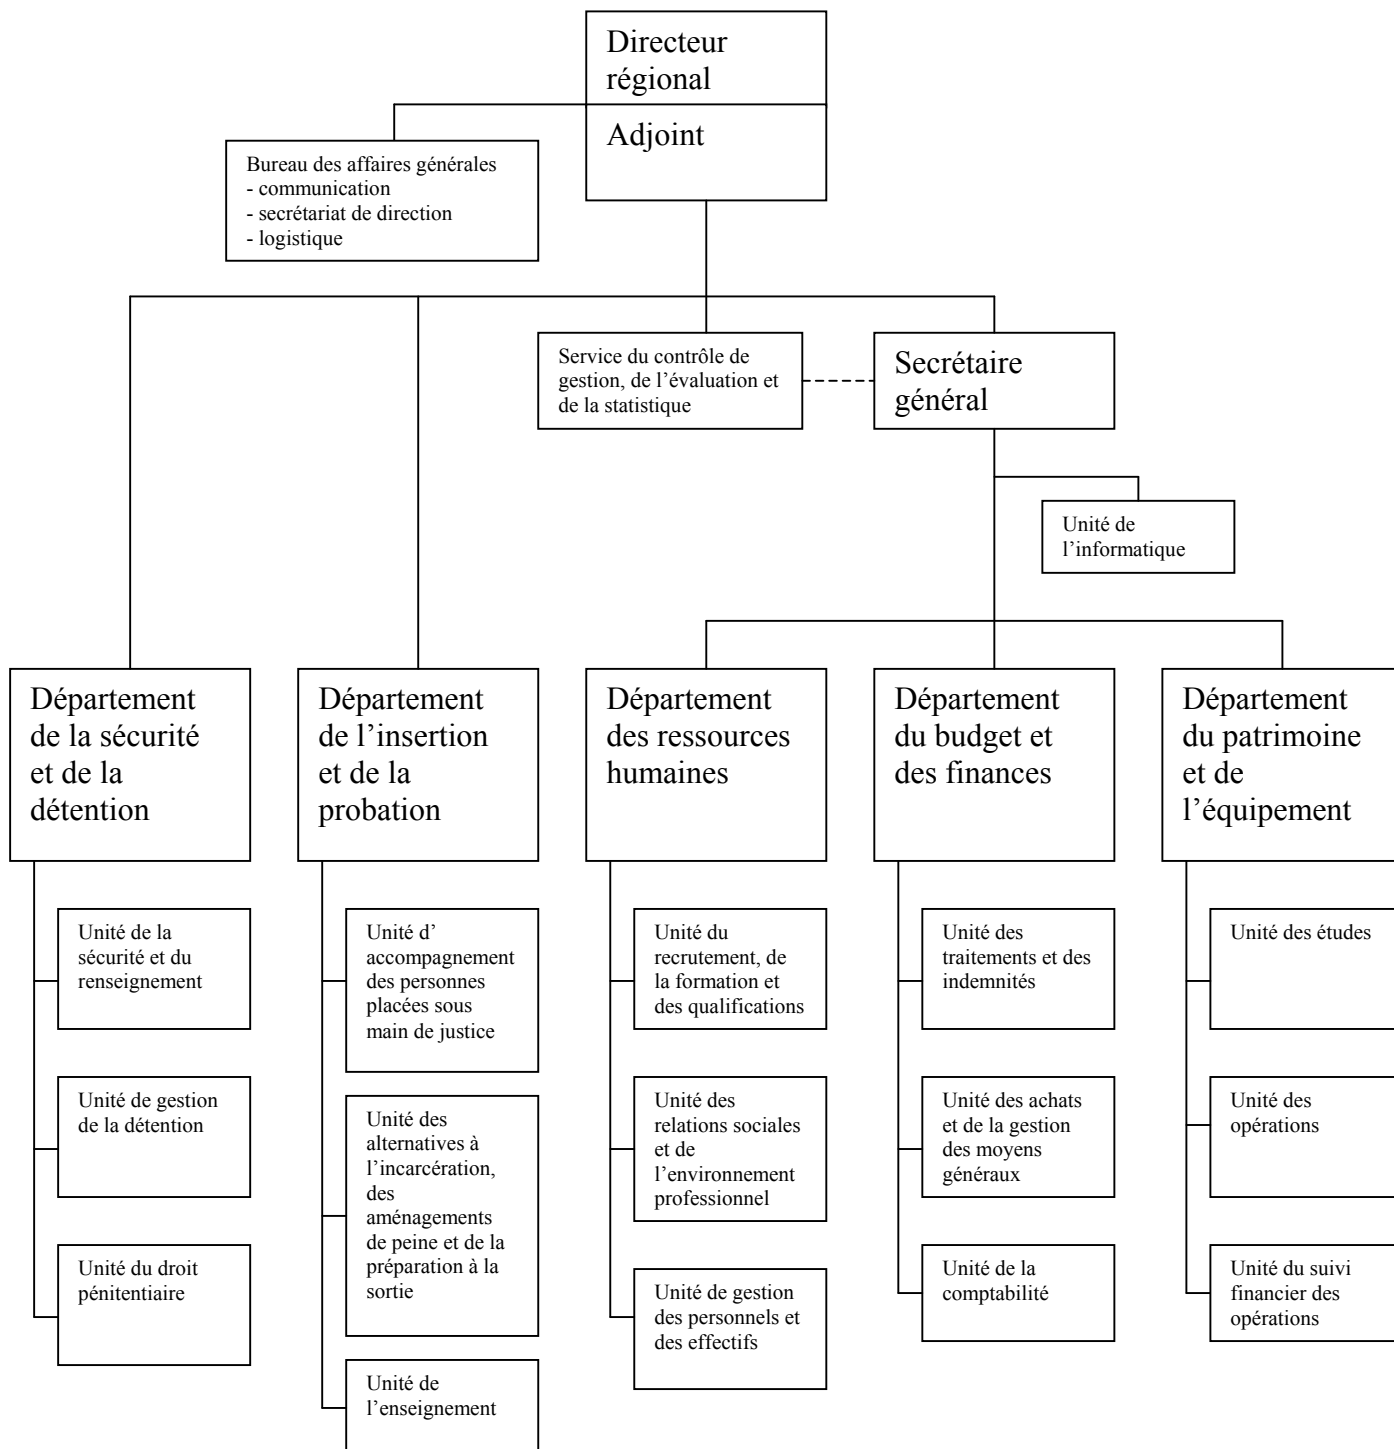 Directeur
régional
Adjoint
Bureau des affaires générales
- communication
- secrétariat de direction
- logistique
Service du contrôle de
gestion, de l’évaluation et
de la statistique
Secrétaire
général
Unité de
l’informatique
Département
de la sécurité
et de la
détention
Département
de l’insertion
et de la
probation
Département
des ressources
humaines
Département
du budget et
des finances
Département
du patrimoine
et de
l’équipement
Unité de la
sécurité et du
renseignement
Unité de gestion
de la détention
Unité du droit
pénitentiaire
Unité d’
accompagnement
des personnes
placées sous
main de justice
Unité des
alternatives à
l’incarcération,
des
aménagements
de peine et de la
préparation à la
sortie
Unité de
l’enseignement
Unité du
recrutement, de
la formation et
des qualifications
Unité des
relations sociales
et de
l’environnement
professionnel
Unité de gestion
des personnels et
des effectifs
Unité des
traitements et des
indemnités
Unité des achats
et de la gestion
des moyens
généraux
Unité de la
comptabilité
Unité des études
Unité des
opérations
Unité du suivi
financier des
opérations